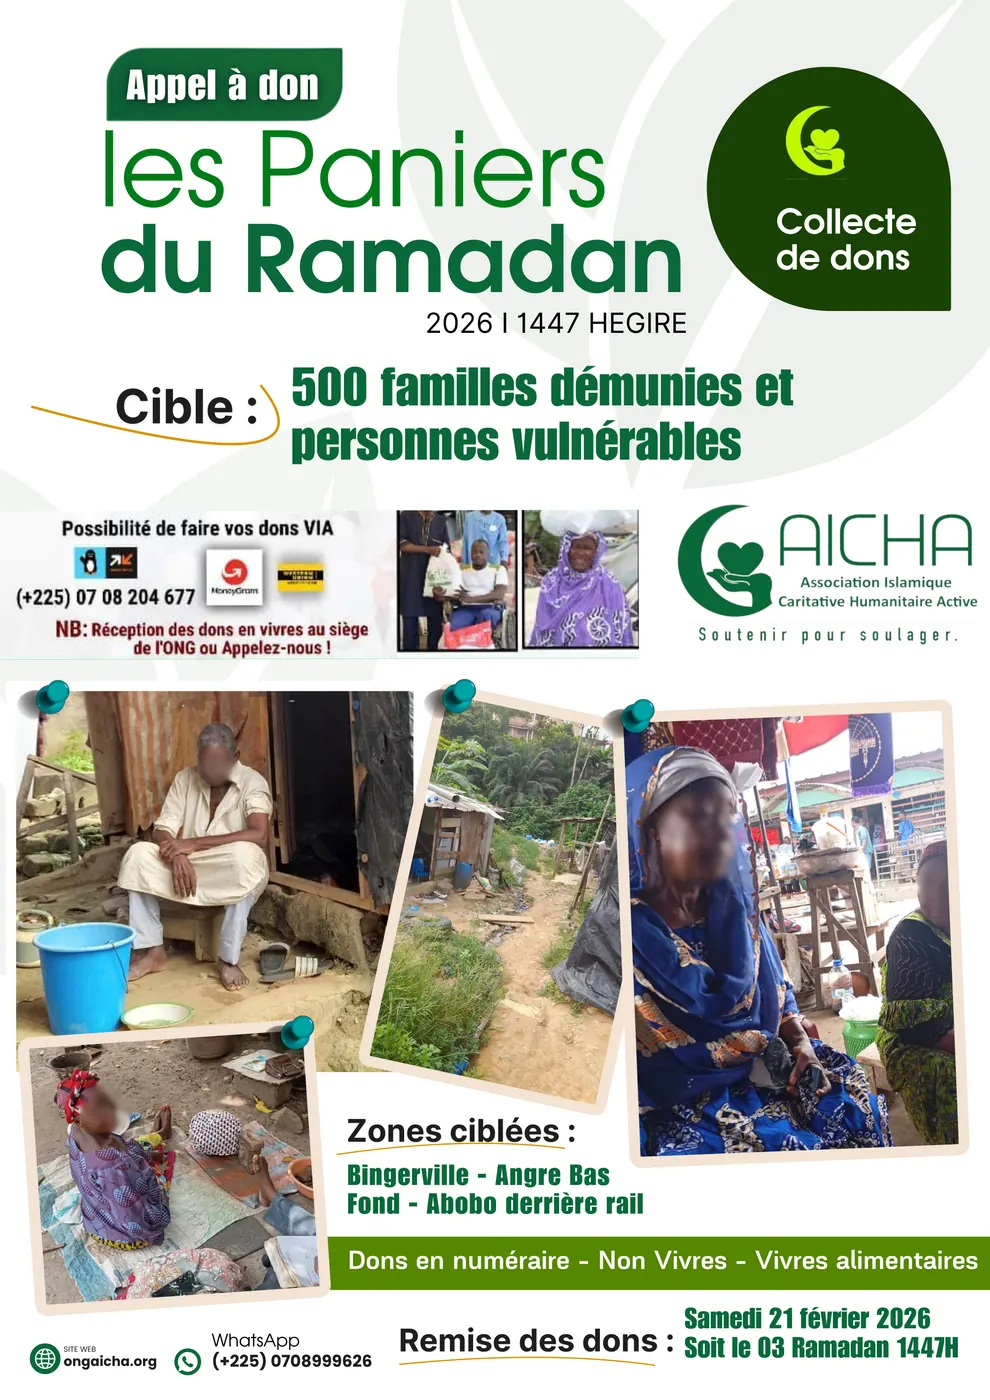 Appel à don
les Paniers
du Ramadan
2026 I 1447 HEGIRE
Collecte
de dons
Cible :
500 familles démunies et
personnes vulnérables
Possibilité de faire vos dons VIA
MoneyGram
WESTERN
UNION
(+225) 07 08 204 677
NB: Réception des dons en vivres au siège
de l'ONG ou Appelez-nous !
AICHA
Association Islamique
Caritative Humanitaire Active
Soutenir pour soulager.
Zones ciblées :
Bingerville - Angre Bas
Fond - Abobo derrière rail
Dons en numéraire - Non Vivres - Vivres alimentaires
Remise des dons :
Samedi 21 février 2026
Soit le 03 Ramadan 1447H
SITE WEB
ongaicha.org
WhatsApp
(+225) 0708999626